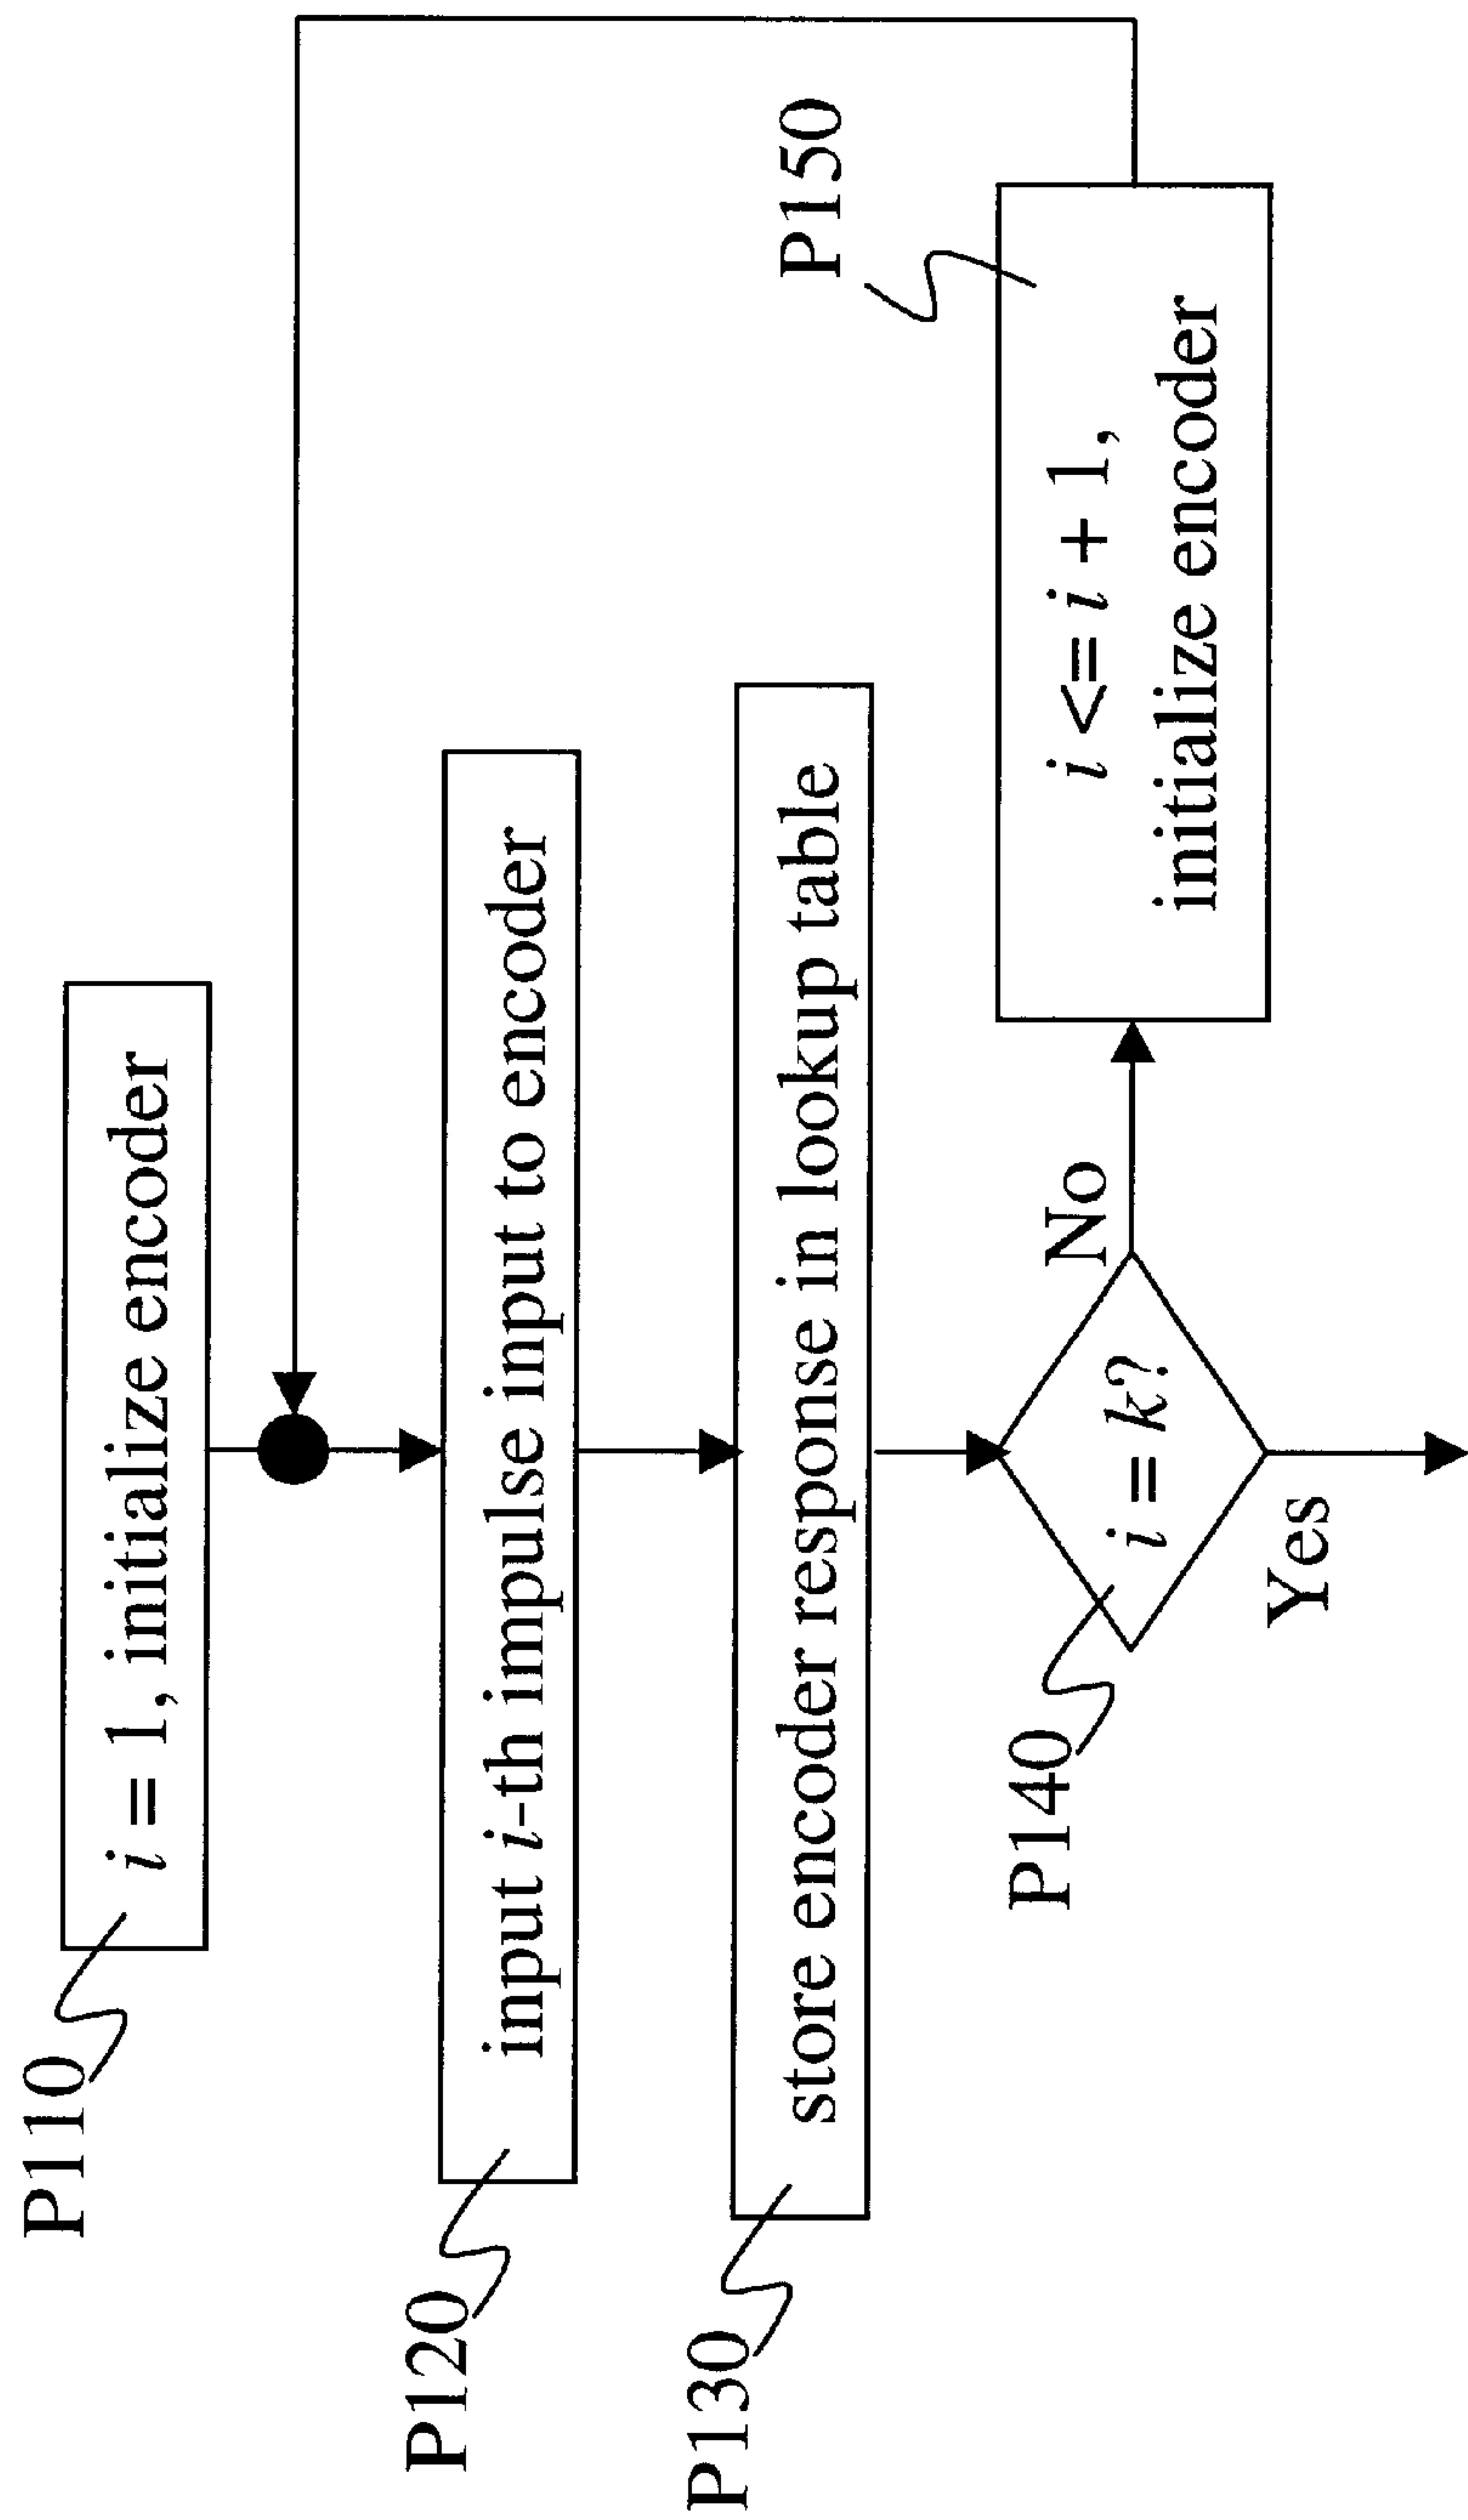 P110
i = 1, initialize encoder
P120
input i-th impulse input to encoder
P130
store encoder response in lookup table
P140
i = k?
No
Yes
P150
i <= i + 1,
initialize encoder